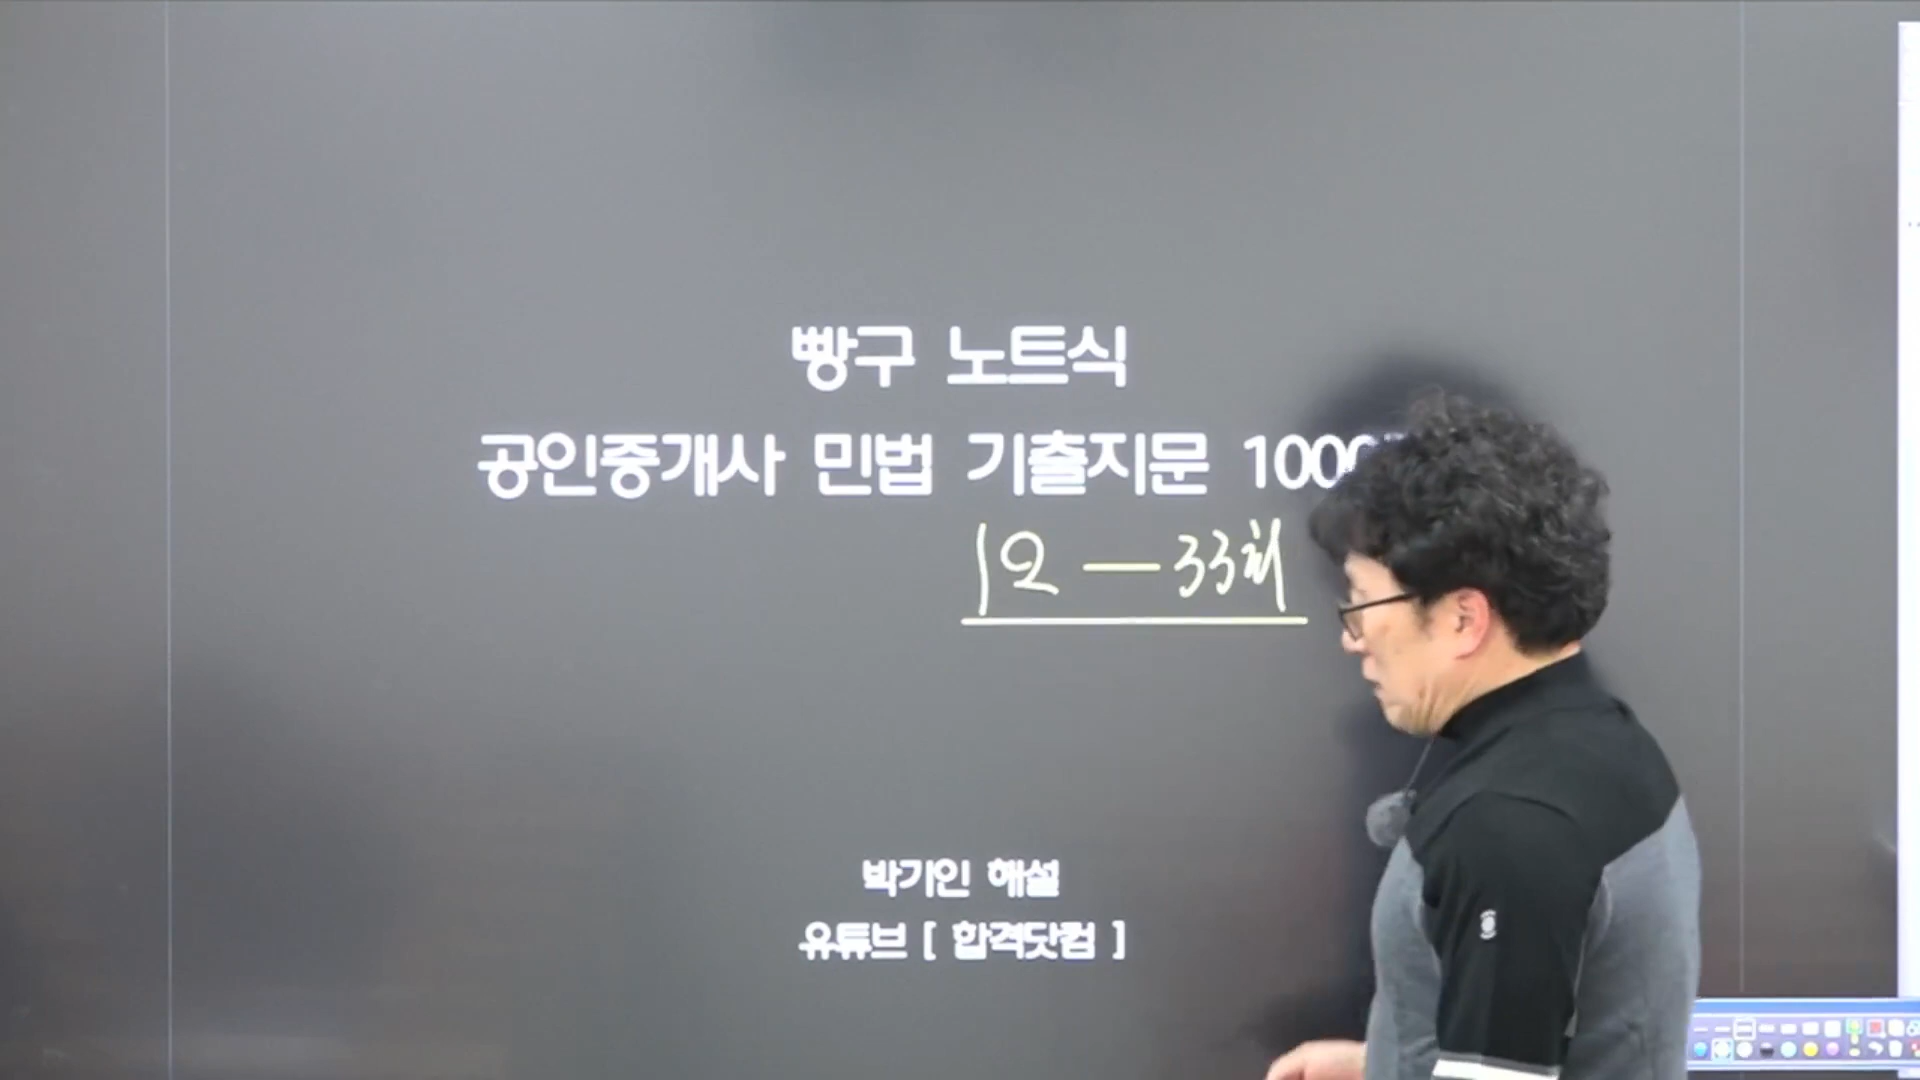 빵구 노트식
공인중개사 민법 기출지문 1000
12 — 33회
박기인 해설
유튜브 [ 합격닷컴 ]